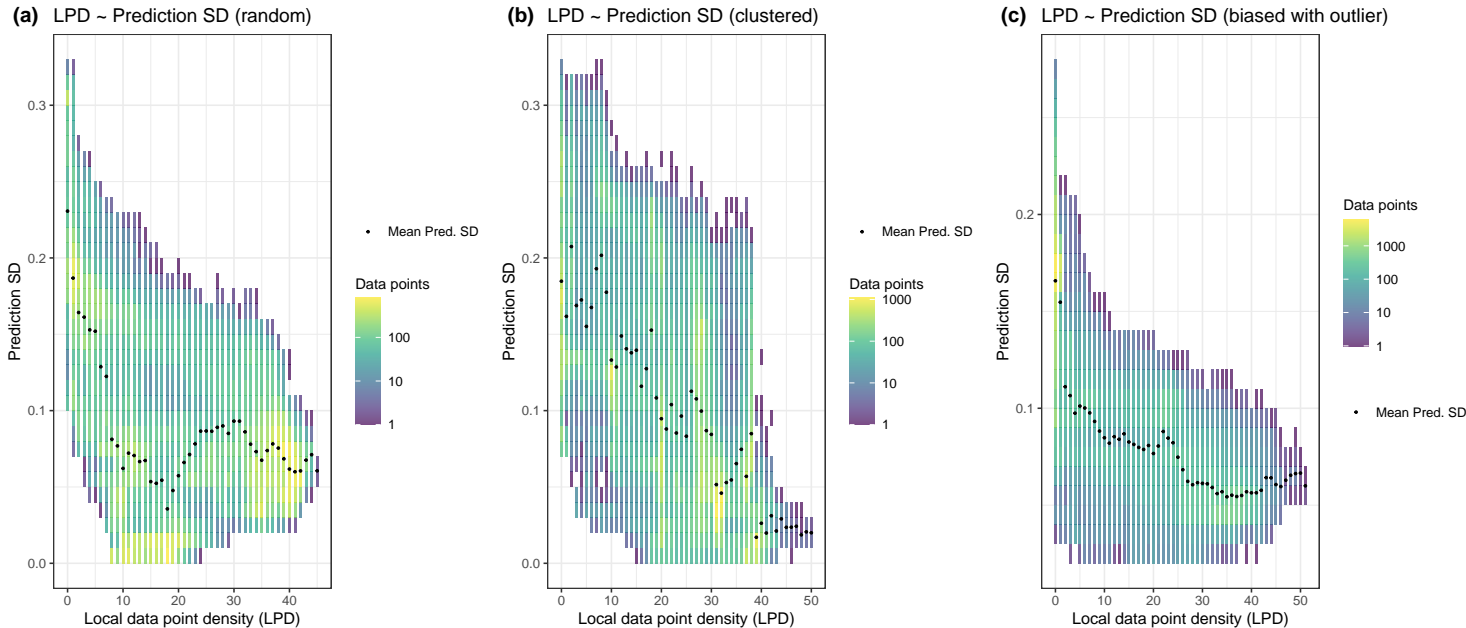 (a) LPD ~ Prediction SD (random)
Prediction SD
0.3
0.2
0.1
0.0
0 10 20 30 40
Local data point density (LPD)
Mean Pred. SD
Data points
100
10
1
(b) LPD ~ Prediction SD (clustered)
Prediction SD
0.3
0.2
0.1
0.0
0 10 20 30 40 50
Local data point density (LPD)
Mean Pred. SD
Data points
1000
100
10
1
(c) LPD ~ Prediction SD (biased with outlier)
Prediction SD
0.2
0.1
0 10 20 30 40 50
Local data point density (LPD)
Data points
1000
100
10
1
Mean Pred. SD